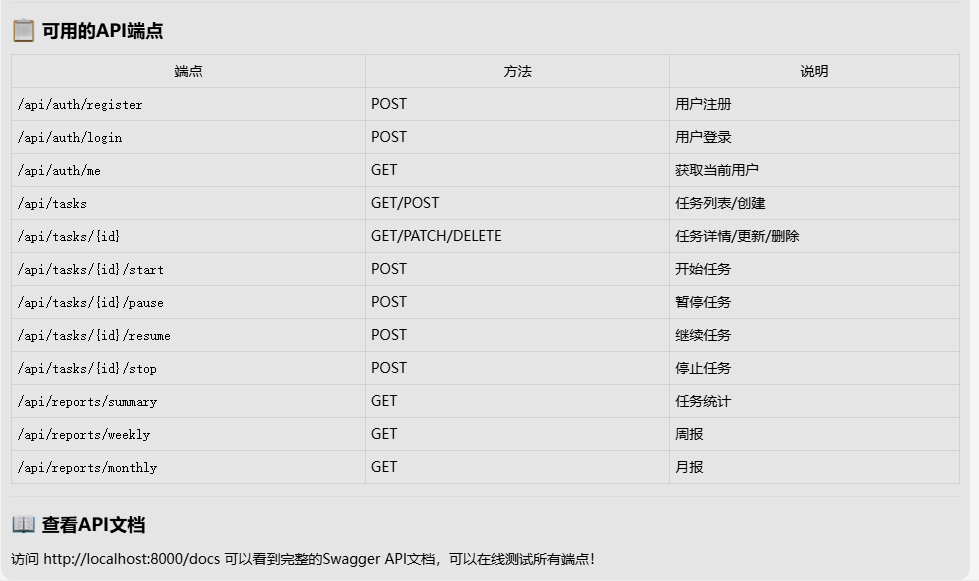 📋 可用的API端点
端点 方法 说明
/api/auth/register POST 用户注册
/api/auth/login POST 用户登录
/api/auth/me GET 获取当前用户
/api/tasks GET/POST 任务列表/创建
/api/tasks/{id} GET/PATCH/DELETE 任务详情/更新/删除
/api/tasks/{id}/start POST 开始任务
/api/tasks/{id}/pause POST 暂停任务
/api/tasks/{id}/resume POST 继续任务
/api/tasks/{id}/stop POST 停止任务
/api/reports/summary GET 任务统计
/api/reports/weekly GET 周报
/api/reports/monthly GET 月报
📖 查看API文档
访问 http://localhost:8000/docs 可以看到完整的Swagger API文档，可以在线测试所有端点！